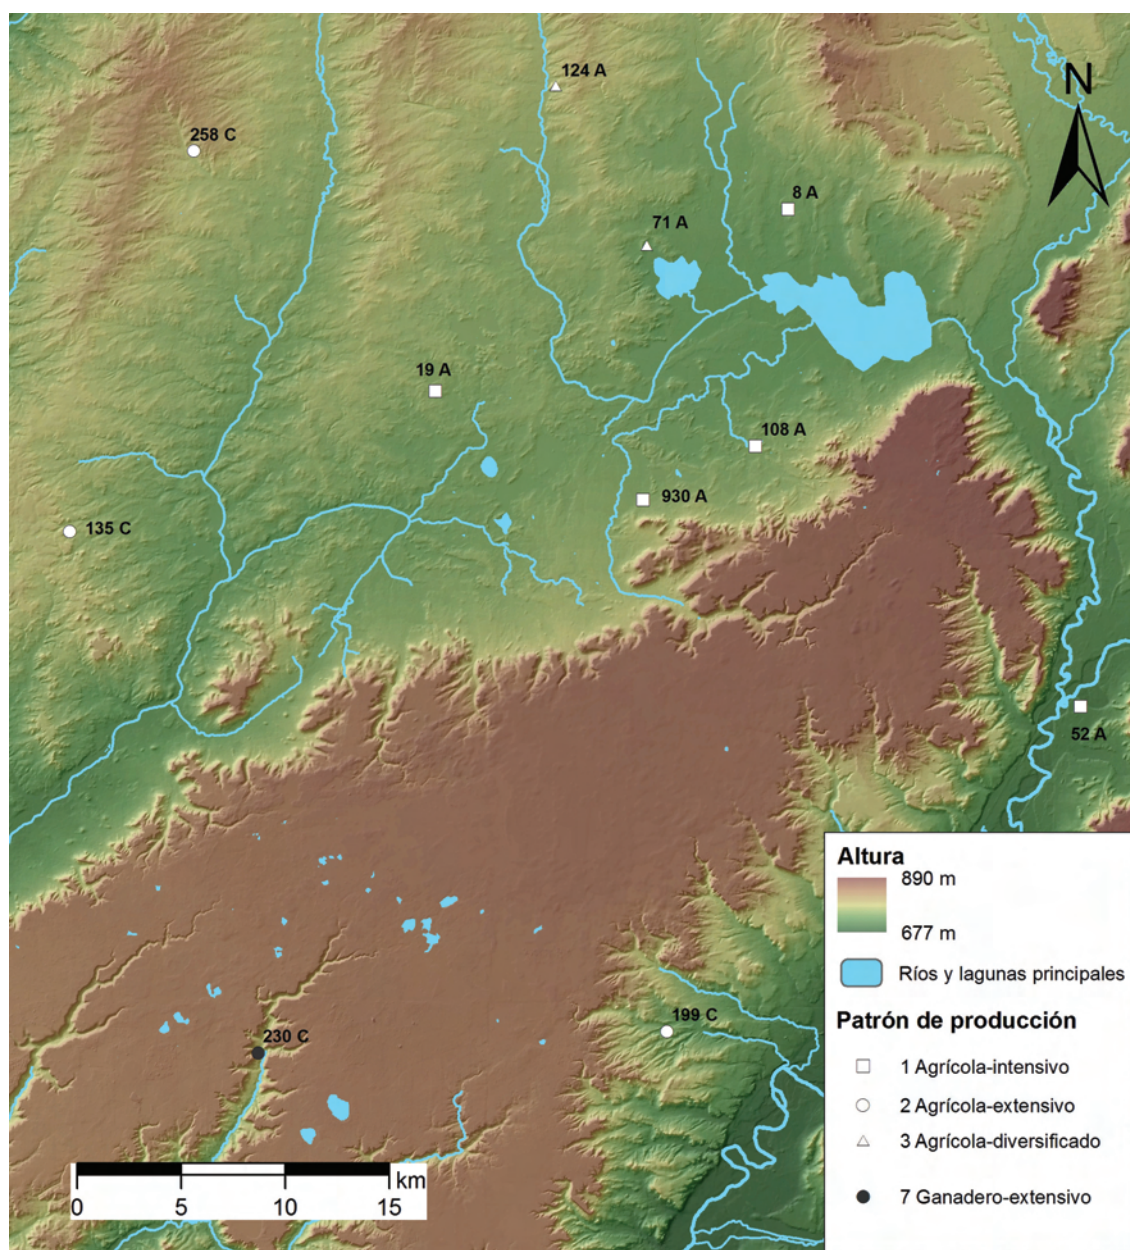 124 A
N
258 C
8 A
71 A
19 A
108 A
930 A
135 C
52 A
199 C
230 C
0 5 10 15 km
Altura
890 m
677 m
Ríos y lagunas principales
Patrón de producción
1 Agrícola-intensivo
2 Agrícola-extensivo
3 Agrícola-diversificado
7 Ganadero-extensivo